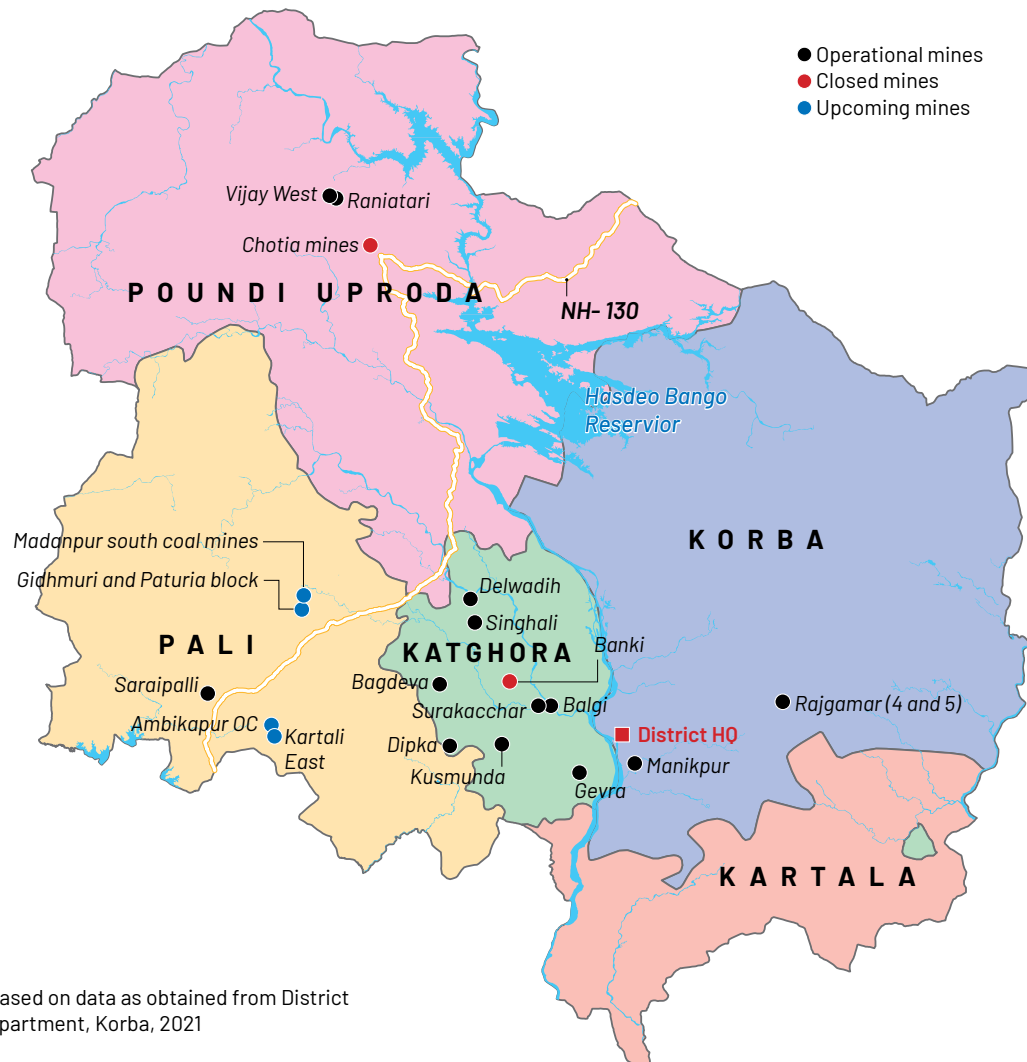 Operational mines
Closed mines
Upcoming mines
Vijay West
Raniatari
Chotia mines
POUNDI UPRODA
NH- 130
Hasdeo Bango
Reservior
KORBA
Madanpur south coal mines
Gidhmuri and Paturia block
Delwadih
Singhali
PALI
KATGHORA
Banki
Saraipalli
Bagdeva
Surakacchar
Balgi
Rajgamar (4 and 5)
Ambikapur OC
Kartali
East
Dipka
District HQ
Kusmunda
Manikpur
Gevra
KARTALA
ased on data as obtained from District
partment, Korba, 2021